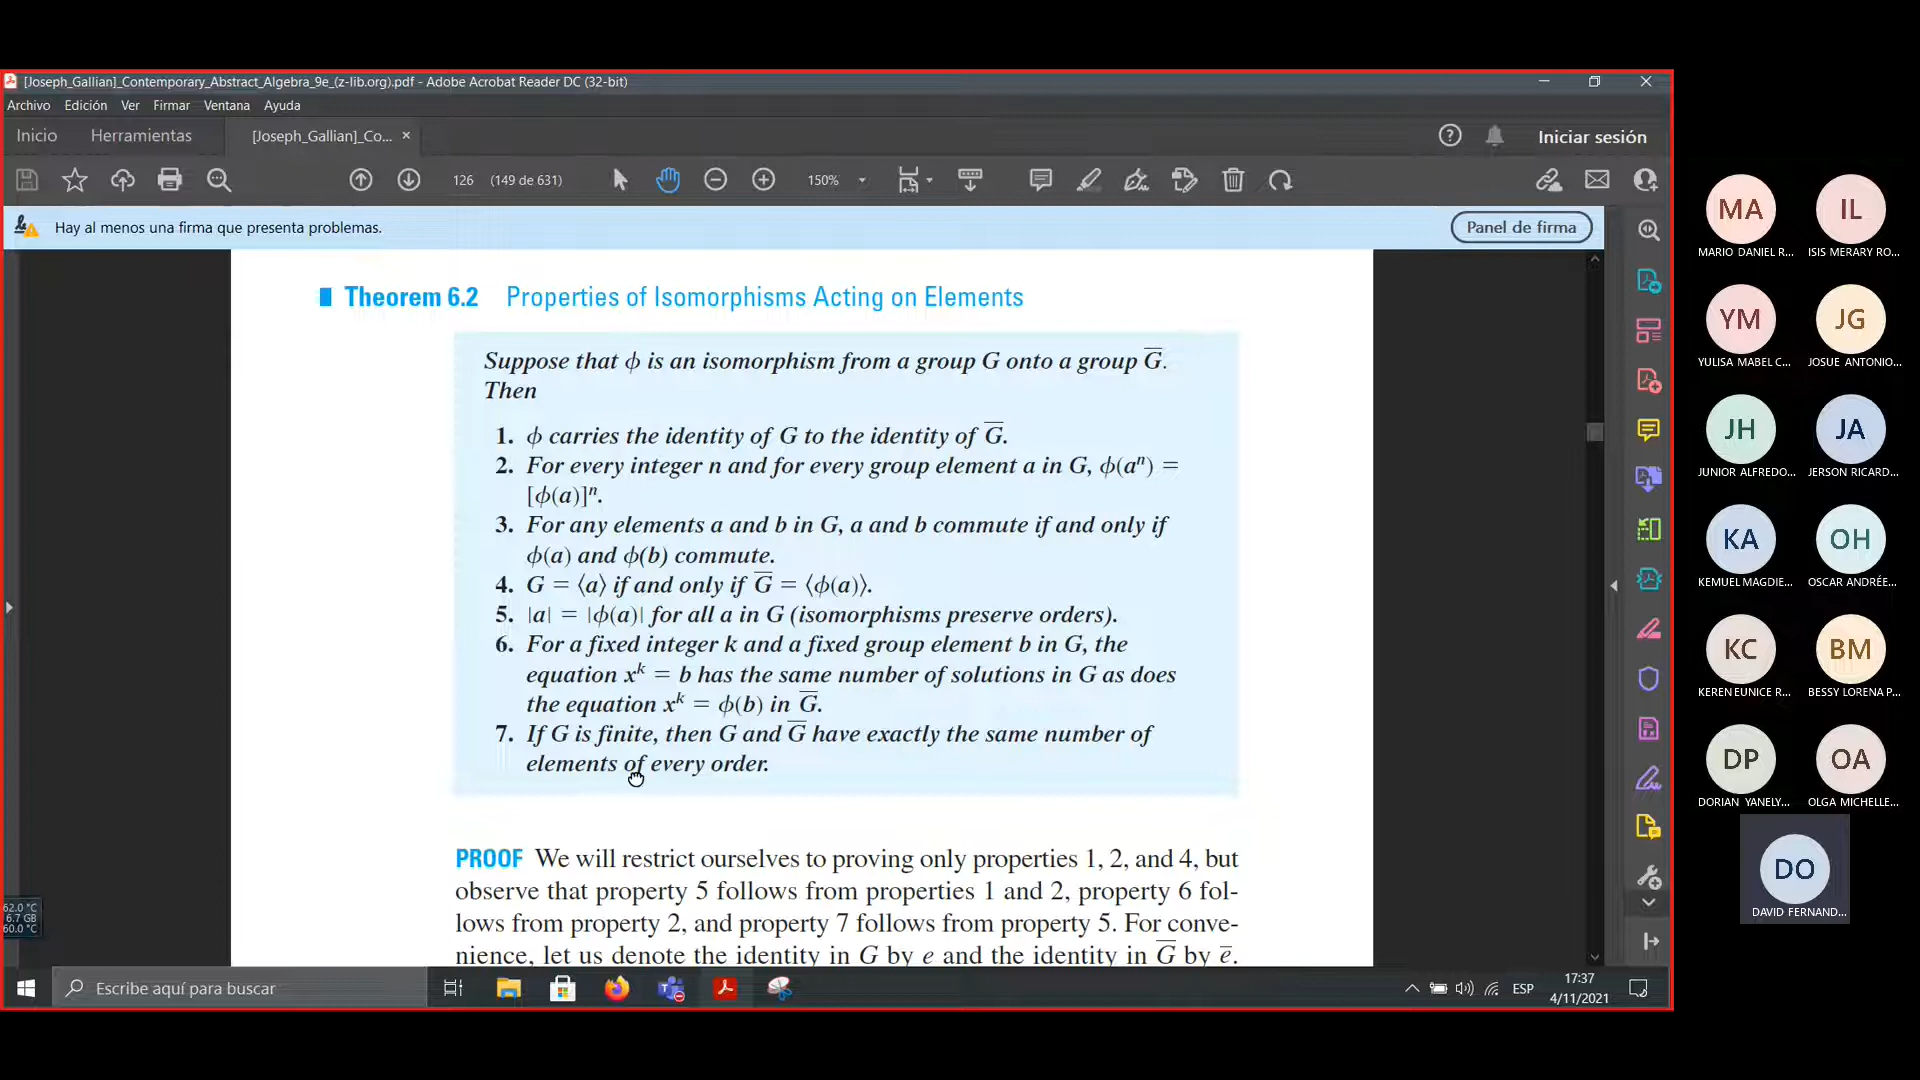 [Joseph_Gallian]_Contemporary_Abstract_Algebra_9e_(z-lib.org).pdf - Adobe Acrobat Reader DC (32-bit)
Archivo Edición Ver Firmar Ventana Ayuda
Inicio Herramientas [Joseph_Gallian]_Co... × Iniciar sesión
126 (149 de 631) 150%
Hay al menos una firma que presenta problemas. Panel de firma
Theorem 6.2 Properties of Isomorphisms Acting on Elements
Suppose that ϕ is an isomorphism from a group G onto a group G̅.
Then
1. ϕ carries the identity of G to the identity of G̅.
2. For every integer n and for every group element a in G, ϕ(aⁿ) =
[ϕ(a)]ⁿ.
3. For any elements a and b in G, a and b commute if and only if
ϕ(a) and ϕ(b) commute.
4. G = ⟨a⟩ if and only if G̅ = ⟨ϕ(a)⟩.
5. |a| = |ϕ(a)| for all a in G (isomorphisms preserve orders).
6. For a fixed integer k and a fixed group element b in G, the
equation xᵏ = b has the same number of solutions in G as does
the equation xᵏ = ϕ(b) in G̅.
7. If G is finite, then G and G̅ have exactly the same number of
elements of every order.
PROOF We will restrict ourselves to proving only properties 1, 2, and 4, but
observe that property 5 follows from properties 1 and 2, property 6 fol-
lows from property 2, and property 7 follows from property 5. For conve-
nience, let us denote the identity in G by e and the identity in G̅ by e̅.
62.0 °C
6.7 GB
60.0 °C
Escribe aquí para buscar
ESP
17:37
4/11/2021
MA IL
MARIO DANIEL R... ISIS MERARY RO...
YM JG
YULISA MABEL C... JOSUE ANTONIO...
JH JA
JUNIOR ALFREDO... JERSON RICARD...
KA OH
KEMUEL MAGDIE... OSCAR ANDRÉE...
KC BM
KEREN EUNICE R... BESSY LORENA P...
DP OA
DORIAN YANELY... OLGA MICHELLE...
DO
DAVID FERNAND...